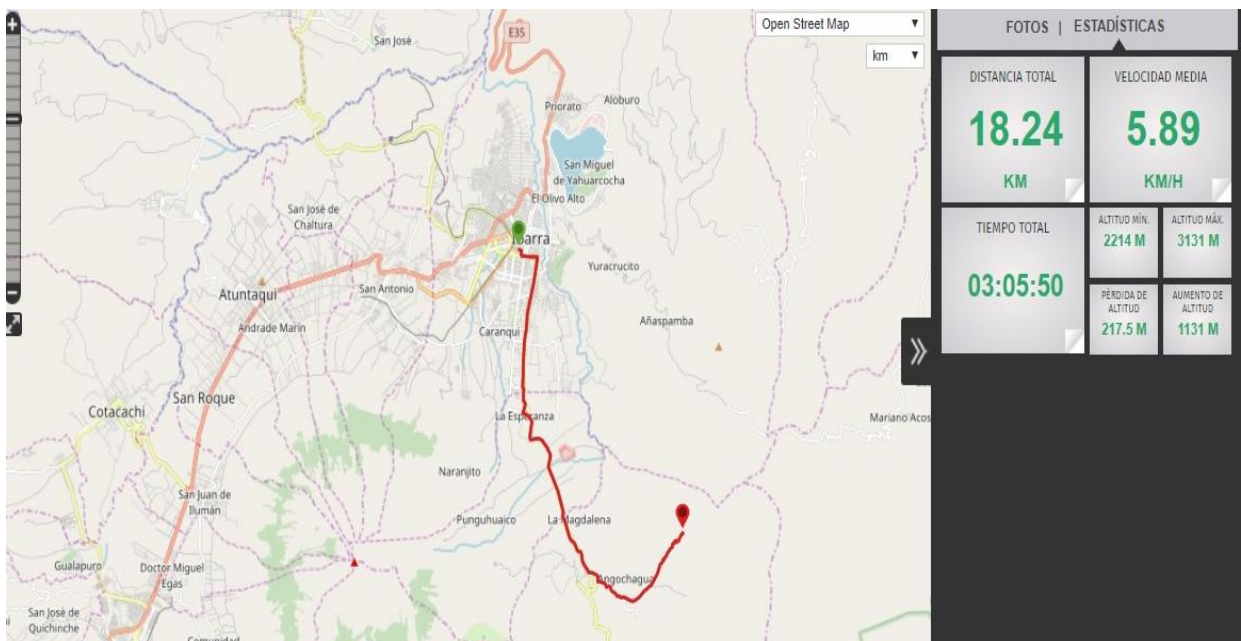 Open Street Map
km
E35
San José
Priorato
Aloburo
San Miguel
de Yahuarcocha
El Olivo Alto
San José de
Chaltura
Ibarra
Yuracrucito
Atuntaqui
San Antonio
Andrade Marín
Caranqui
Añaspamba
San Roque
Cotacachi
La Esperanza
Mariano Acos
Naranjito
San Juan de
Ilumán
Punguhuaico
La Magdalena
Gualapuro
Doctor Miguel
Egas
Angochagua
San José de
Quichinche
Comunidad
FOTOS | ESTADÍSTICAS
DISTANCIA TOTAL
18.24
KM
VELOCIDAD MEDIA
5.89
KM/H
TIEMPO TOTAL
03:05:50
ALTITUD MÍN.
2214 M
ALTITUD MÁX.
3131 M
PÉRDIDA DE
ALTITUD
217.5 M
AUMENTO DE
ALTITUD
1131 M